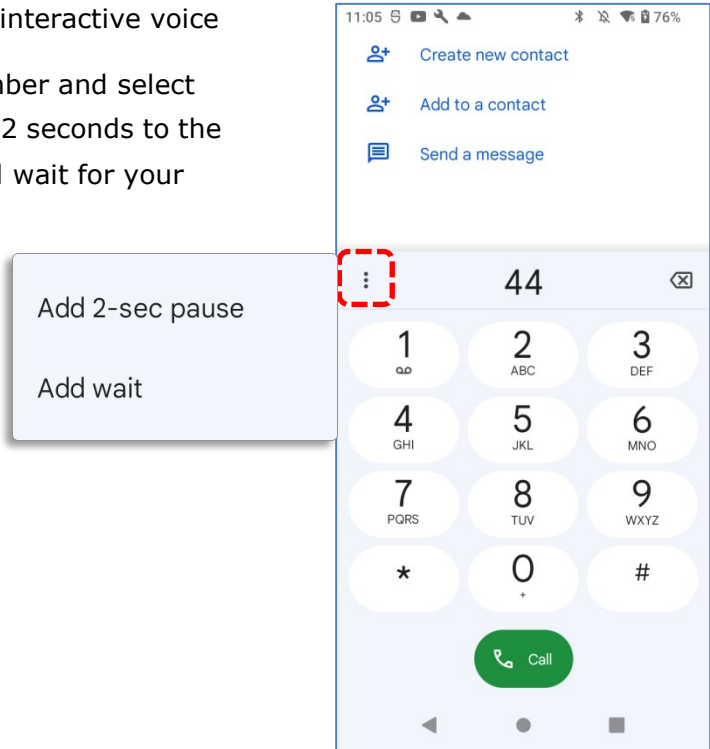 interactive voice
ber and select
2 seconds to the
wait for your
Add 2-sec pause
Add wait
11:05
76%
Create new contact
Add to a contact
Send a message
44
1
2
ABC
3
DEF
4
GHI
5
JKL
6
MNO
7
PQRS
8
TUV
9
WXYZ
*
0
+
#
Call